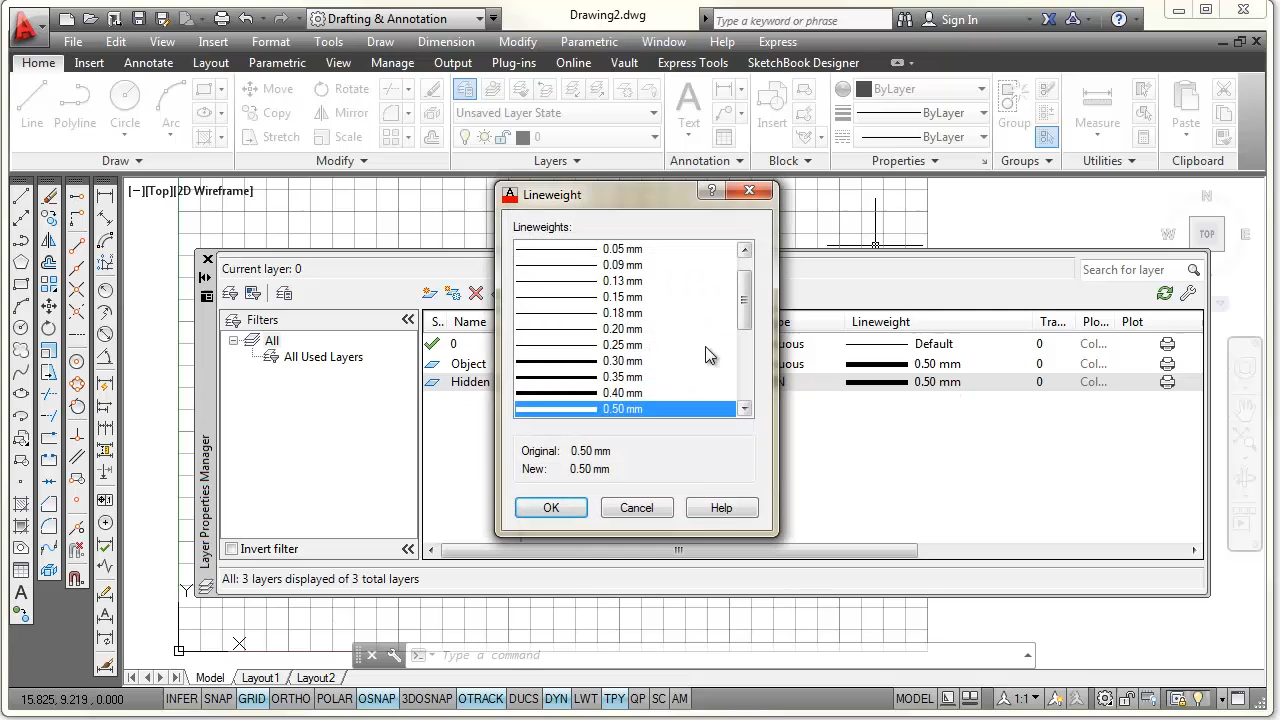 Drafting & Annotation
Drawing2.dwg
Type a keyword or phrase
Sign In
File Edit View Insert Format Tools Draw Dimension Modify Parametric Window Help Express
Home Insert Annotate Layout Parametric View Manage Output Plug-ins Online Vault Express Tools SketchBook Designer
Line Polyline Circle Arc
Move Rotate
Copy Mirror
Stretch Scale
Unsaved Layer State
0
Text
Insert
ByLayer
ByLayer
ByLayer
Group
Measure
Paste
Draw Modify Layers Annotation Block Properties Groups Utilities Clipboard
[−][Top][2D Wireframe]
N
W TOP E
Lineweight
Lineweights:
0.05 mm
0.09 mm
0.13 mm
0.15 mm
0.18 mm
0.20 mm
0.25 mm
0.30 mm
0.35 mm
0.40 mm
0.50 mm
Original: 0.50 mm
New: 0.50 mm
OK Cancel Help
Current layer: 0
Search for layer
Filters
All
All Used Layers
S.. Name Lineweight Tra... Plo... Plot
0 uous Default 0 Col...
Object uous 0.50 mm 0 Col...
Hidden N 0.50 mm 0 Col...
Invert filter
Layer Properties Manager
All: 3 layers displayed of 3 total layers
Y
X
Type a command
Model Layout1 Layout2
15.825, 9.219 , 0.000 INFER SNAP GRID ORTHO POLAR OSNAP 3DOSNAP OTRACK DUCS DYN LWT TPY QP SC AM MODEL 1:1